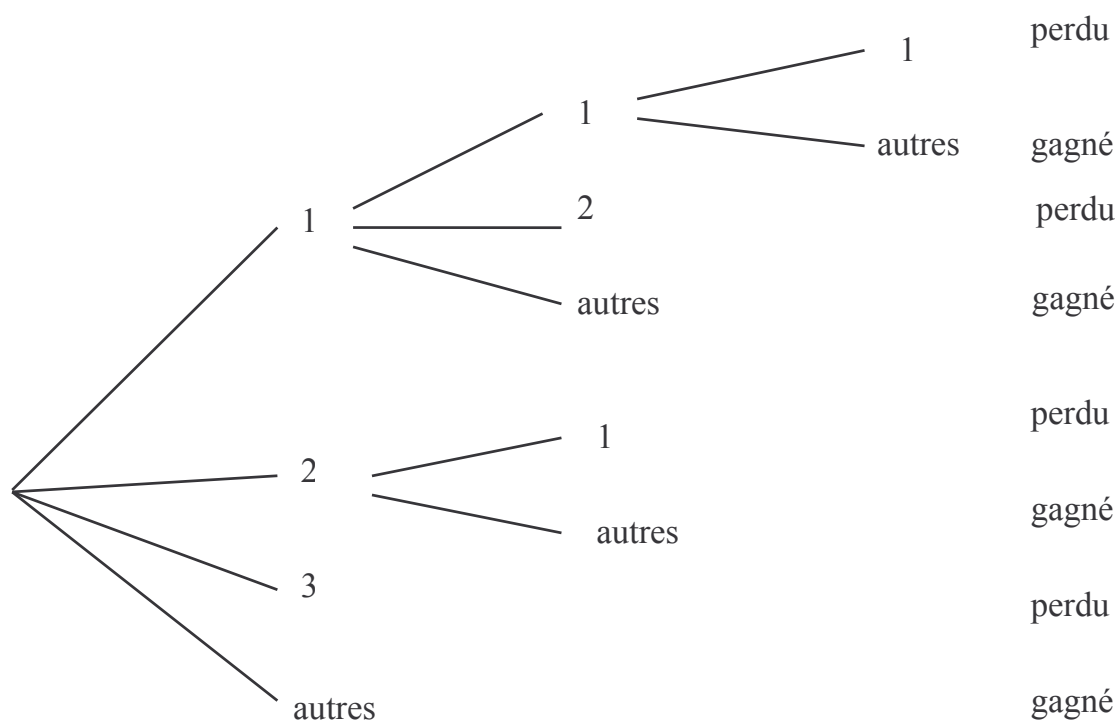 perdu
1
1
autres gagné
1
2
perdu
autres
gagné
perdu
1
2
gagné
autres
3
perdu
autres
gagné